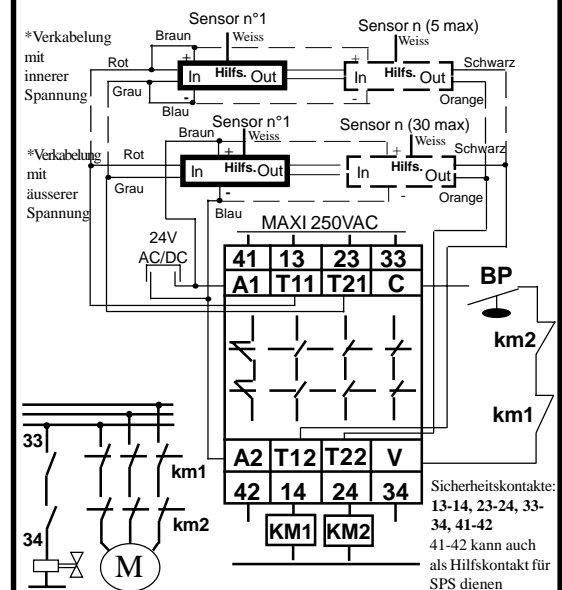 Sensor n°1
*Verkabelung mit innerer Spannung
Braun
Weiss
Sensor n (5 max)
Weiss
Rot
+
+
Schwarz
In Hilfs. Out
In Hilfs. Out
Grau
-
-
Orange
Blau
Sensor n°1
Sensor n (30 max)
Braun
Weiss
Weiss
*Verkabelung mit äusserer Spannung
Rot
+
+
Schwarz
In Hilfs. Out
In Hilfs. Out
Grau
-
-
Orange
Blau
MAXI 250VAC
24V
AC/DC
41 13 23 33
A1 T11 T21 C
BP
km2
km1
33
34
km1
km2
M
A2 T12 T22 V
42 14 24 34
KM1 KM2
Sicherheitskontakte:
13-14, 23-24, 33-
34, 41-42
41-42 kann auch
als Hilfskontakt für
SPS dienen